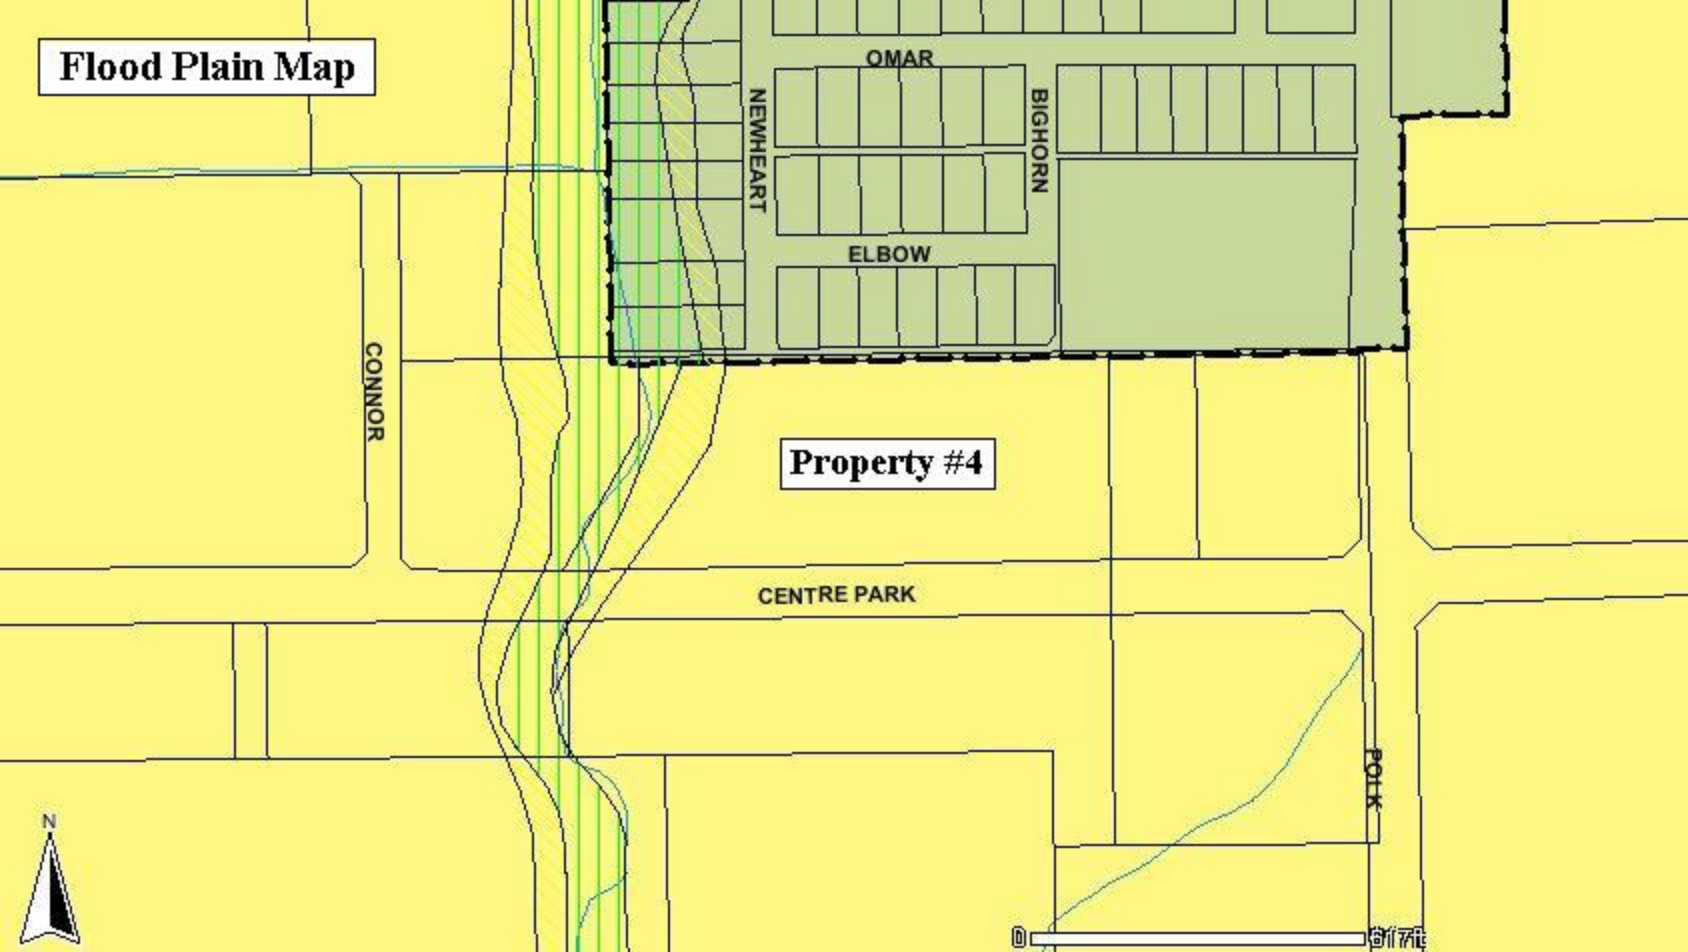 Flood Plain Map
OMAR
NEWHEART
BIGHORN
ELBOW
CONNOR
Property #4
CENTRE PARK
POLK
N
0